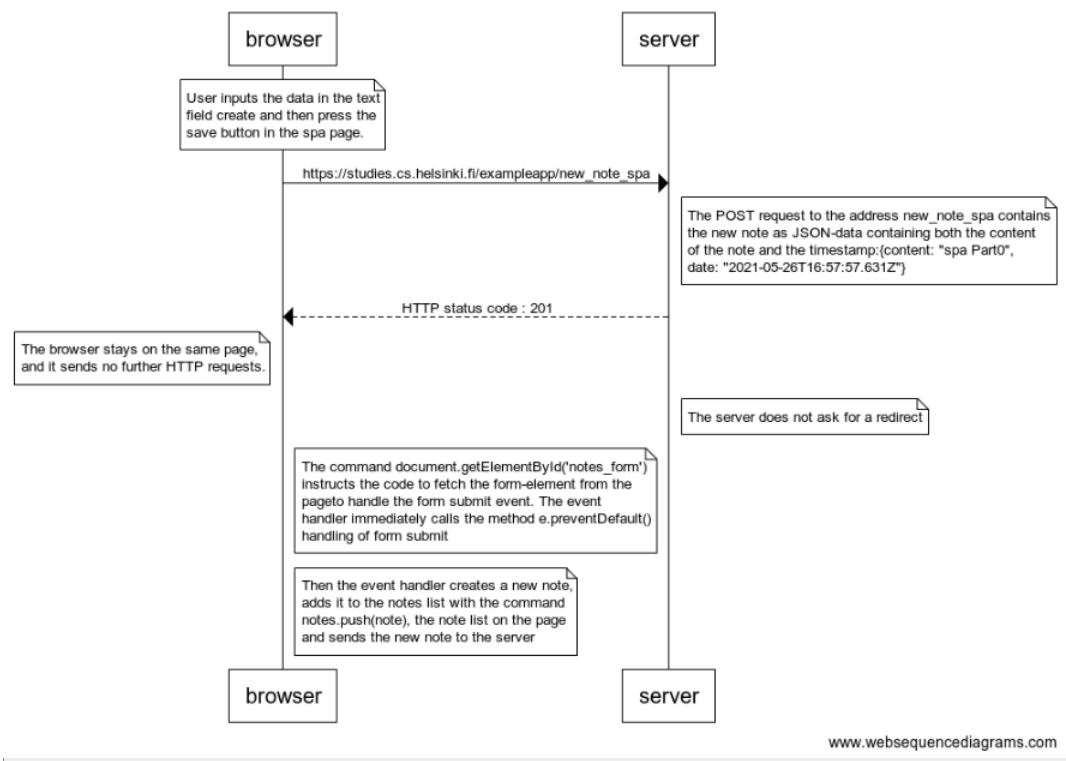 browser
server
User inputs the data in the text
field create and then press the
save button in the spa page.
https://studies.cs.helsinki.fi/exampleapp/new_note_spa
The POST request to the address new_note_spa contains
the new note as JSON-data containing both the content
of the note and the timestamp:{content: "spa Part0",
date: "2021-05-26T16:57:57.631Z"}
HTTP status code : 201
The browser stays on the same page,
and it sends no further HTTP requests.
The server does not ask for a redirect
The command document.getElementById('notes_form')
instructs the code to fetch the form-element from the
pageto handle the form submit event. The event
handler immediately calls the method e.preventDefault()
handling of form submit
Then the event handler creates a new note,
adds it to the notes list with the command
notes.push(note), the note list on the page
and sends the new note to the server
browser
server
www.websequencediagrams.com